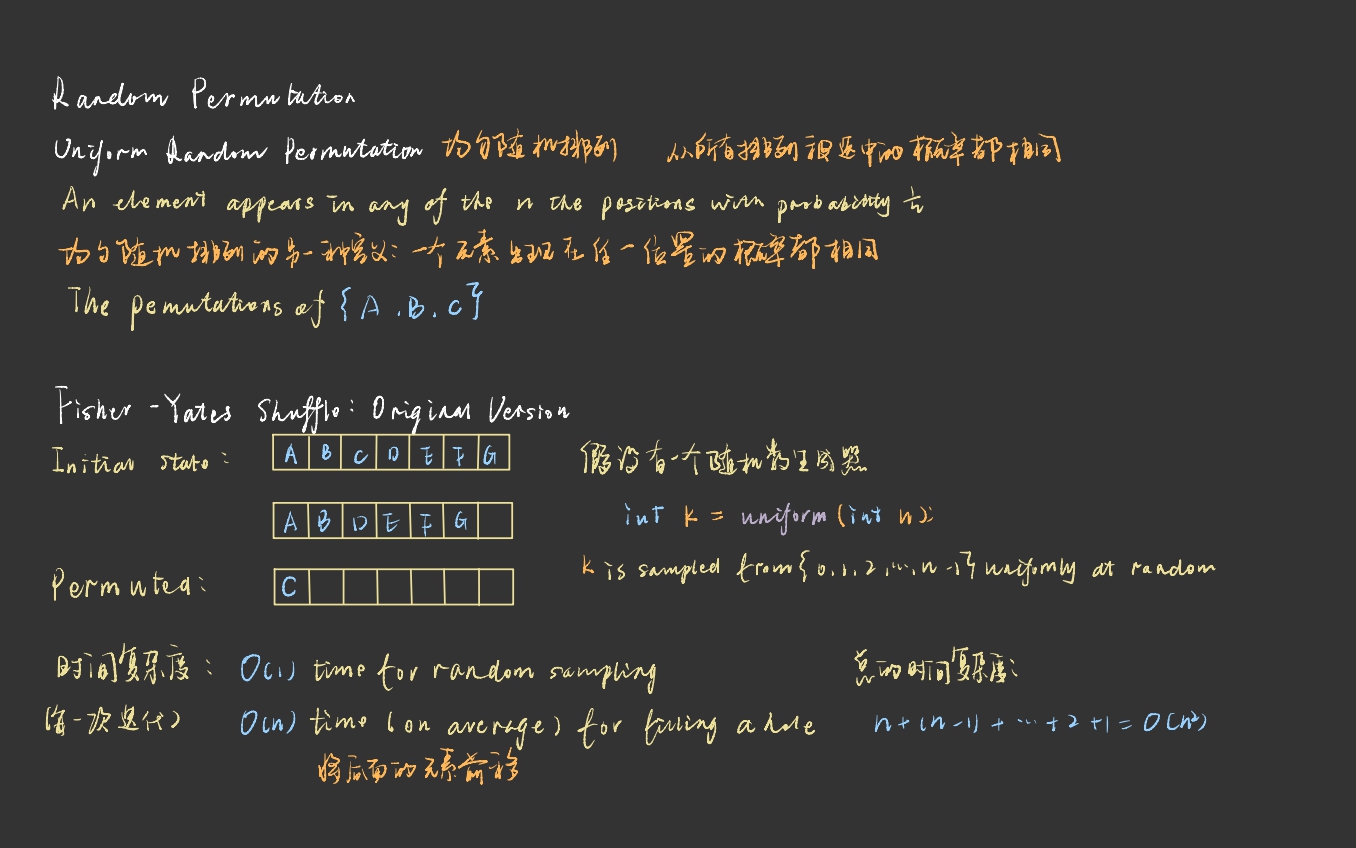 Random Permutation
Uniform Random Permutation 均匀随机排列 从所有排列 中的概率都相同
An element appears in any of the n the positions with probability 1/n
均匀随机排列的另一种定义：一个元素出现在任一位置的概率都相同
The pemutations of {A.B.C}
Fisher-Yates Shuffle: Original Version
Initial state: A B C D E F G
假设有一个随机数生成器
A B D E F G
int k = uniform (int n);
Permuted: C
k is sampled from {0,1,2,...,n-1} uniformly at random
时间复杂度： O(1) time for random sampling
总的时间复杂度：
(每一次迭代) O(n) time (on average) for filling a hole
n+(n-1)+...+2+1=O(n²)
将后面的元素前移